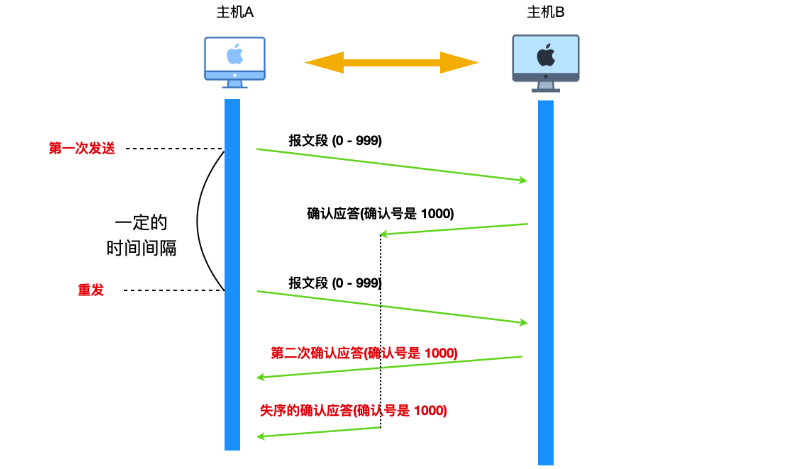 主机A
主机B
报文段 (0 - 999)
第一次发送
确认应答(确认号是 1000)
一定的
时间间隔
报文段 (0 - 999)
重发
第二次确认应答(确认号是 1000)
失序的确认应答(确认号是 1000)